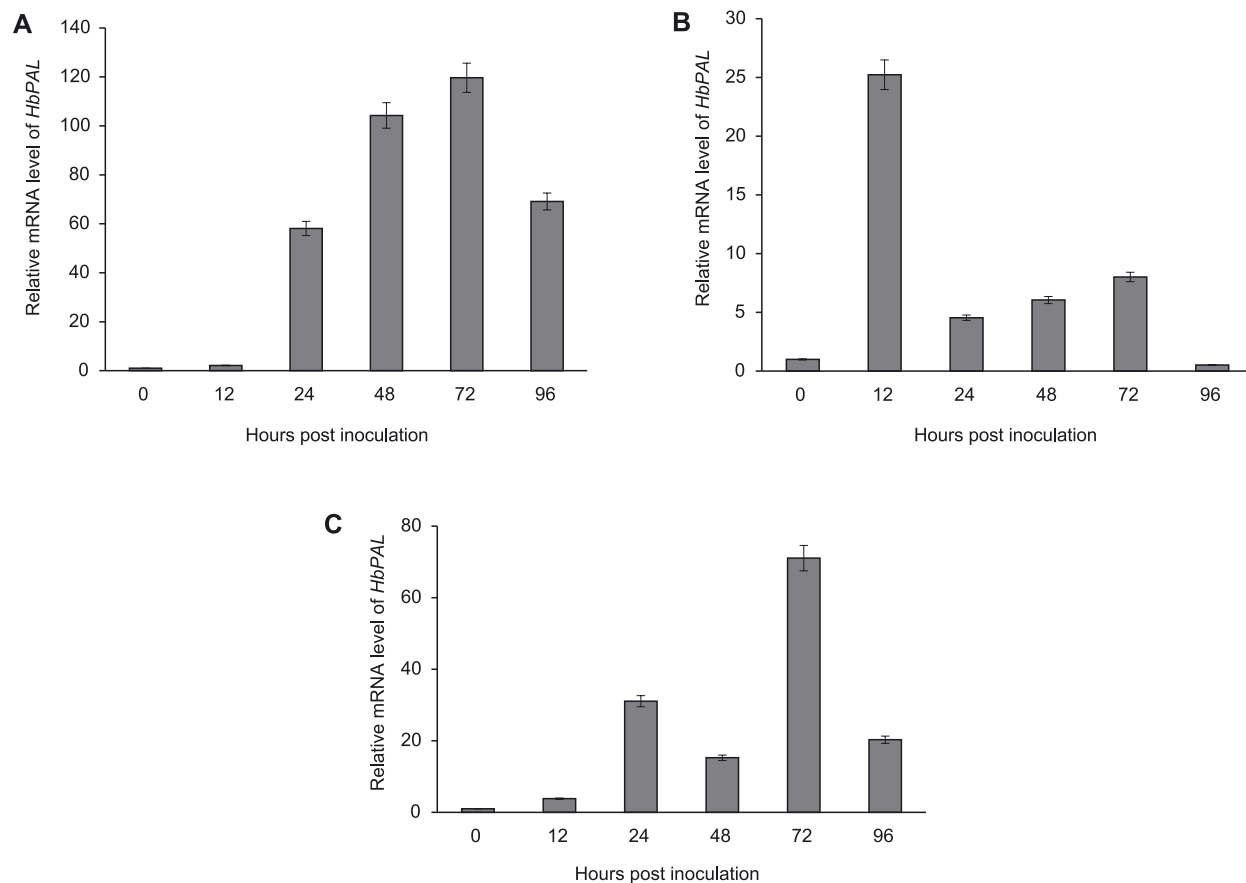 A
Relative mRNA level of HbPAL
140
120
100
80
60
40
20
0
0 12 24 48 72 96
Hours post inoculation
B
Relative mRNA level of HbPAL
30
25
20
15
10
5
0
0 12 24 48 72 96
Hours post inoculation
C
Relative mRNA level of HbPAL
80
60
40
20
0
0 12 24 48 72 96
Hours post inoculation